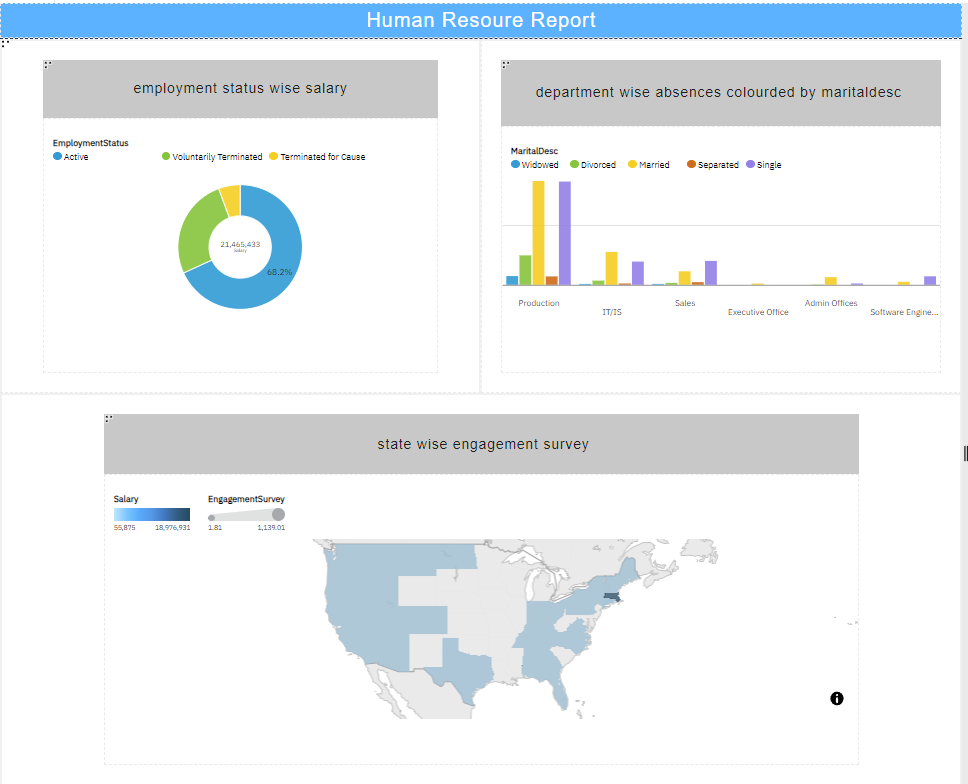 Human Resoure Report
employment status wise salary
EmploymentStatus
Active Voluntarily Terminated Terminated for Cause
21,465,433
Salary
68.2%
department wise absences colourded by maritaldesc
MaritalDesc
Widowed Divorced Married Separated Single
Production
IT/IS
Sales
Executive Office
Admin Offices
Software Engine...
state wise engagement survey
Salary
55,875 18,976,931
EngagementSurvey
1.81 1,139.01